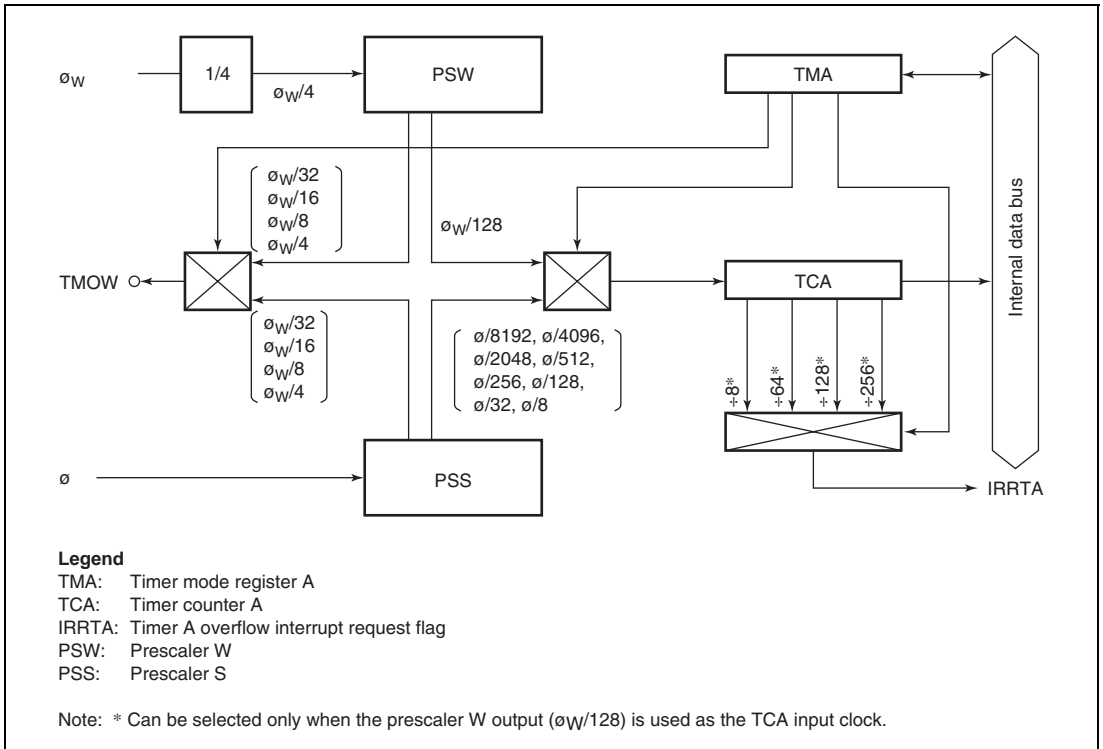 øW
1/4
øW/4
PSW
TMA
øW/32
øW/16
øW/8
øW/4
øW/128
TMOW
TCA
Internal data bus
øW/32
øW/16
øW/8
øW/4
ø/8192, ø/4096,
ø/2048, ø/512,
ø/256, ø/128,
ø/32, ø/8
÷8*
÷64*
÷128*
÷256*
ø
PSS
IRRTA
Legend
TMA: Timer mode register A
TCA: Timer counter A
IRRTA: Timer A overflow interrupt request flag
PSW: Prescaler W
PSS: Prescaler S
Note: * Can be selected only when the prescaler W output (øW/128) is used as the TCA input clock.